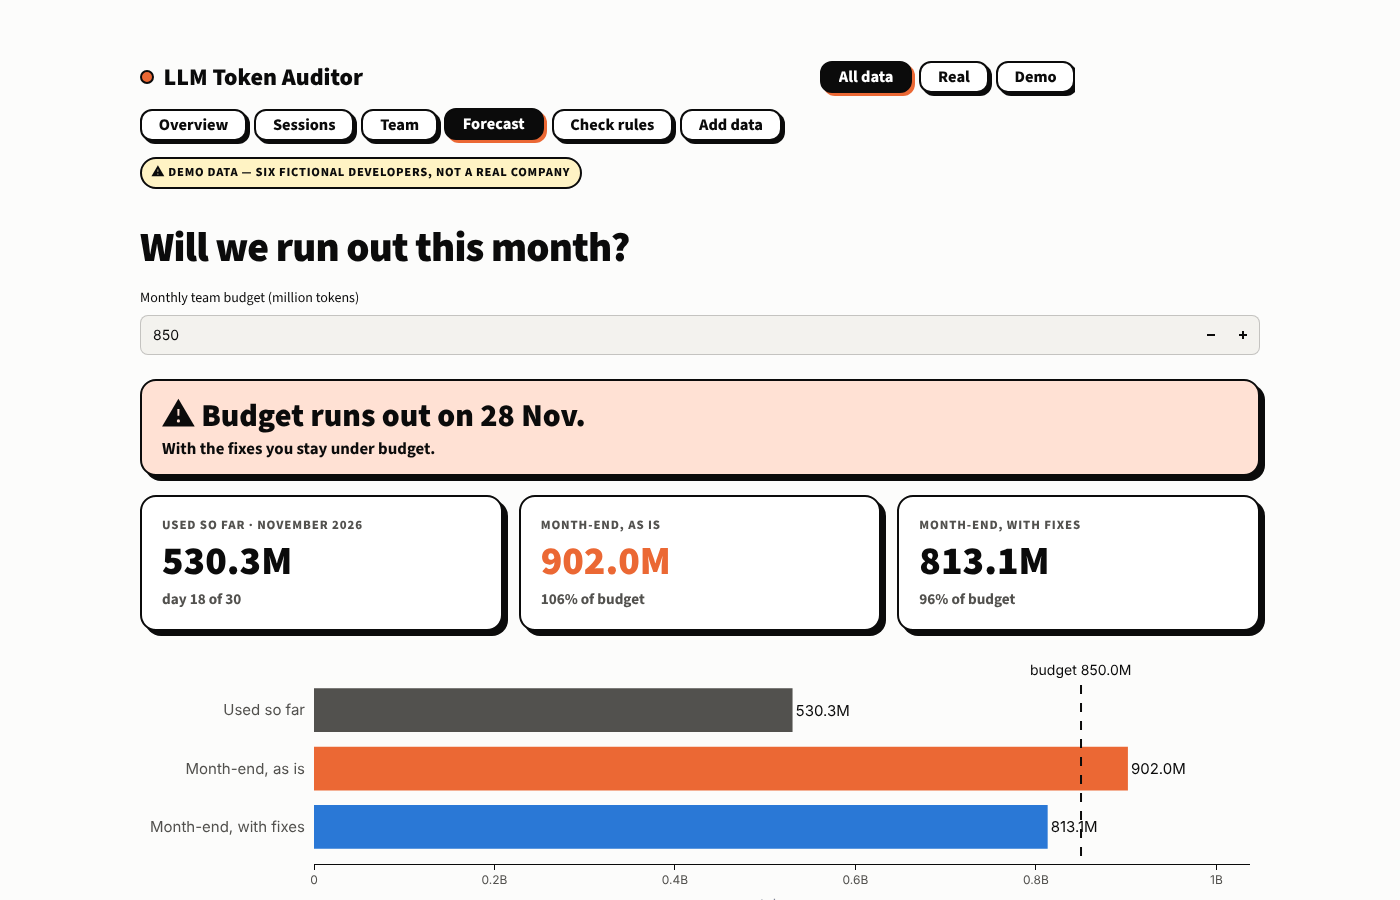 LLM Token Auditor
All data Real Demo
Overview Sessions Team Forecast Check rules Add data
⚠ DEMO DATA — SIX FICTIONAL DEVELOPERS, NOT A REAL COMPANY
Will we run out this month?
Monthly team budget (million tokens)
850 − +
⚠ Budget runs out on 28 Nov.
With the fixes you stay under budget.
USED SO FAR · NOVEMBER 2026
530.3M
day 18 of 30
MONTH-END, AS IS
902.0M
106% of budget
MONTH-END, WITH FIXES
813.1M
96% of budget
budget 850.0M
Used so far 530.3M
Month-end, as is 902.0M
Month-end, with fixes 813.1M
0 0.2B 0.4B 0.6B 0.8B 1B